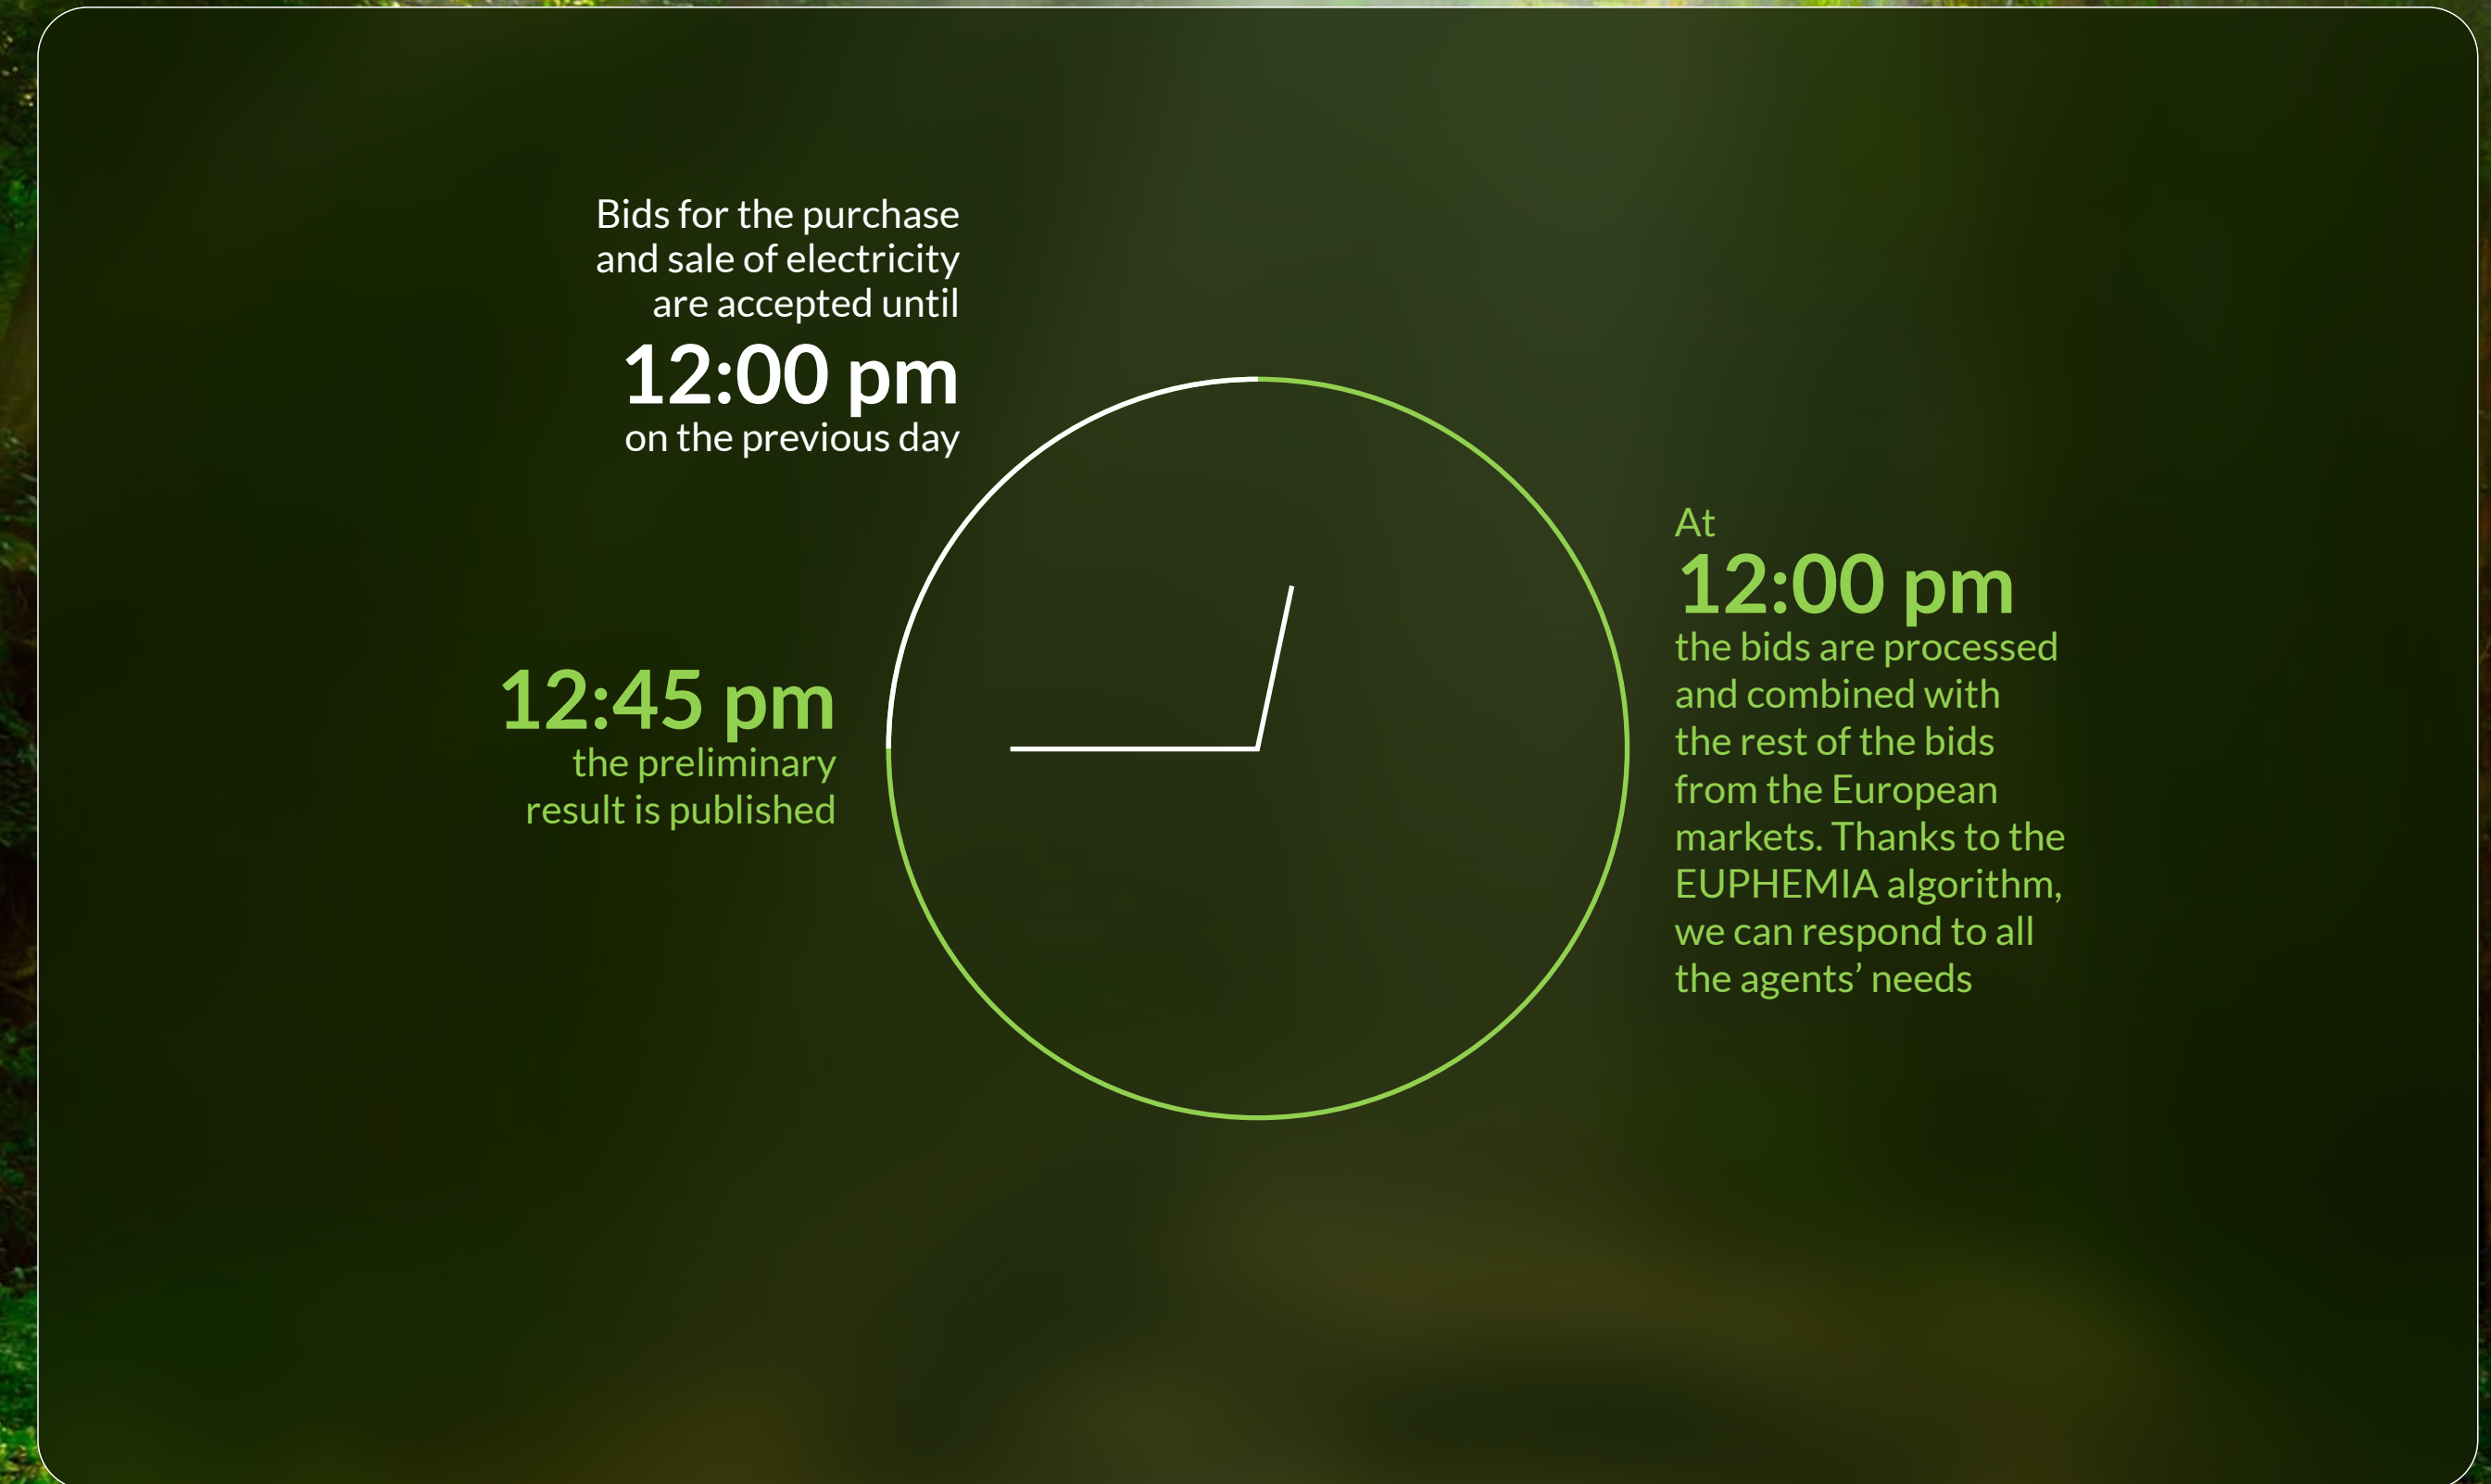 Bids for the purchase
and sale of electricity
are accepted until
12:00 pm
on the previous day
At
12:00 pm
the bids are processed
and combined with
the rest of the bids
from the European
markets. Thanks to the
EUPHEMIA algorithm,
we can respond to all
the agents’ needs
12:45 pm
the preliminary
result is published